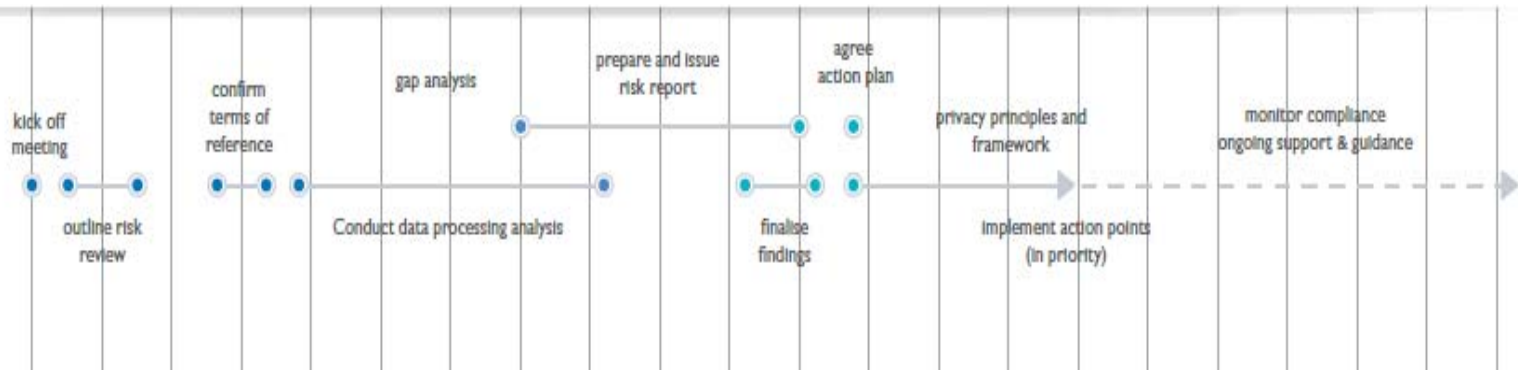 kick off
meeting
outline risk
review
confirm
terms of
reference
gap analysis
Conduct data processing analysis
prepare and issue
risk report
finalise
findings
agree
action plan
privacy principles and
framework
implement action points
(in priority)
monitor compliance
ongoing support & guidance